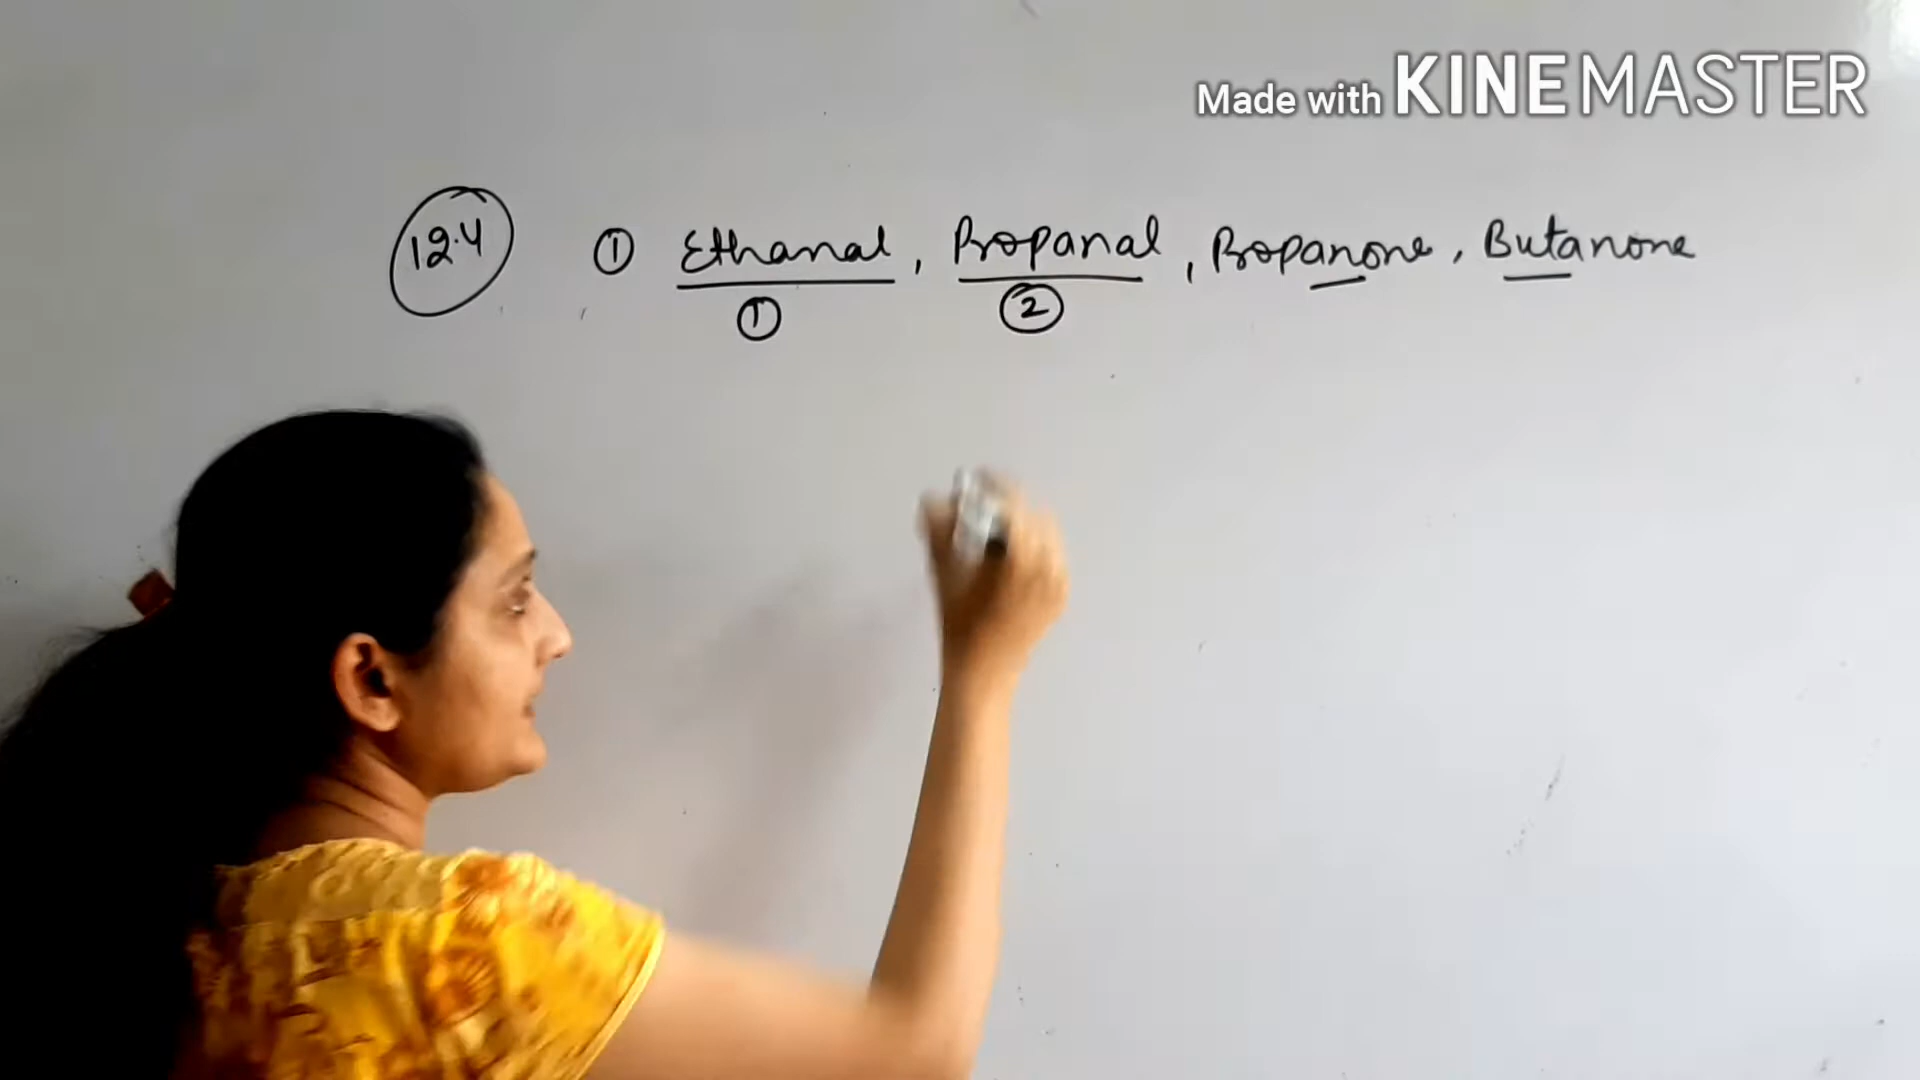 Made with KINEMASTER
12.4 ① Ethanal, Propanal, Propanone, Butanone
① ②